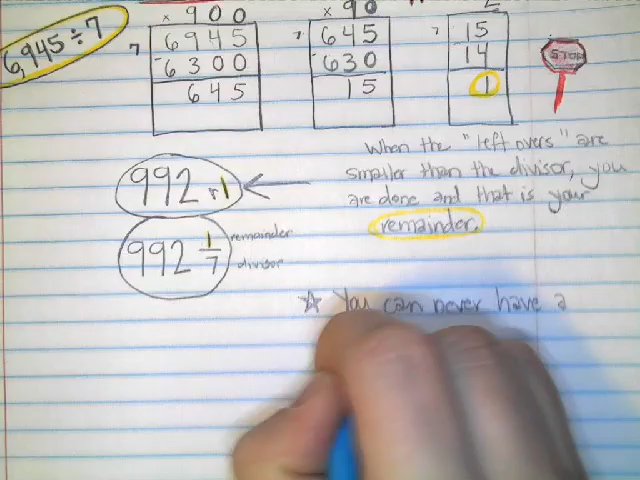 6,945 ÷ 7
× 900
7 6945
-6300
645
× 90
7 645
-630
15
2
7 15
14
1
STOP
When the "left overs" are
smaller than the divisor, you
are done and that is your
remainder.
992 r1
992 1/7
remainder
divisor
☆ You can never have a